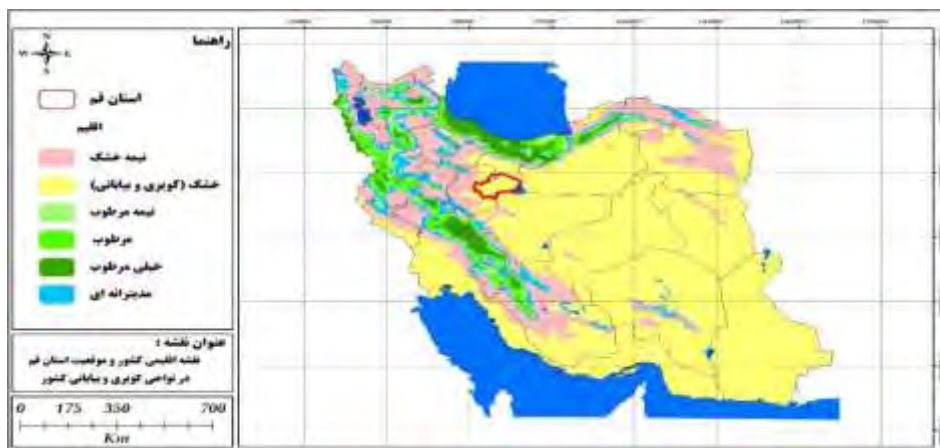 راهنما
N
W E
S
استان قم
اقلیم
نیمه خشک
خشک (کویری و بیابانی)
نیمه مرطوب
مرطوب
خیلی مرطوب
مدیترانه ای
عنوان نقشه :
نقشه اقلیمی کشور و موقعیت استان قم
در نواحی کویری و بیابانی کشور
0 175 350 700
Km